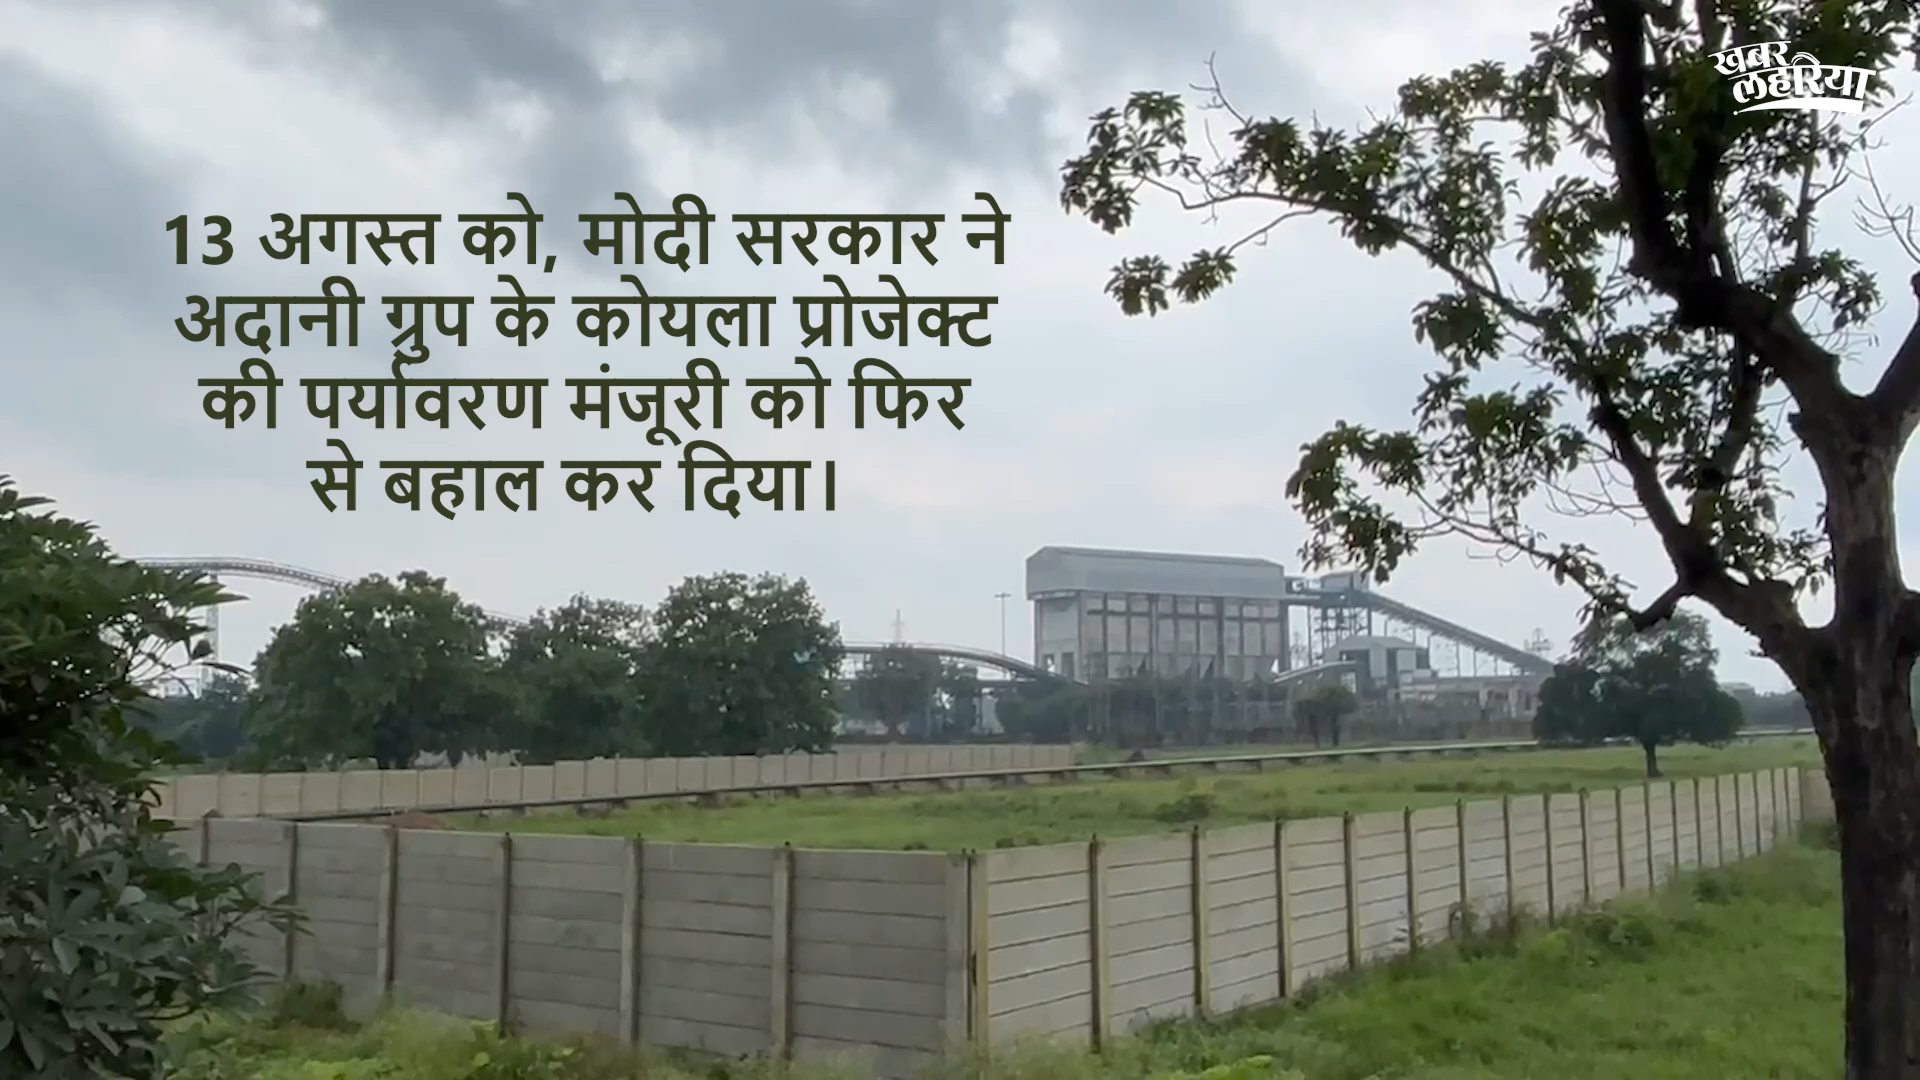 खबर
लहरिया
13 अगस्त को, मोदी सरकार ने
अदानी ग्रुप के कोयला प्रोजेक्ट
की पर्यावरण मंजूरी को फिर
से बहाल कर दिया।